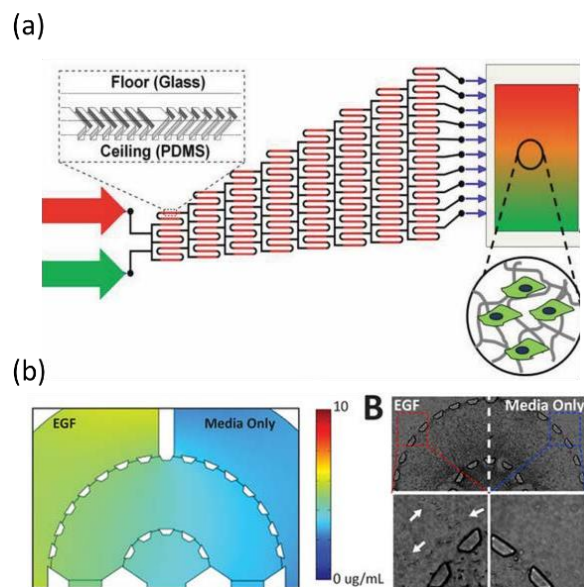 (a)
Floor (Glass)
Ceiling (PDMS)
(b)
EGF
Media Only
10
0 ug/mL
B
EGF
Media Only